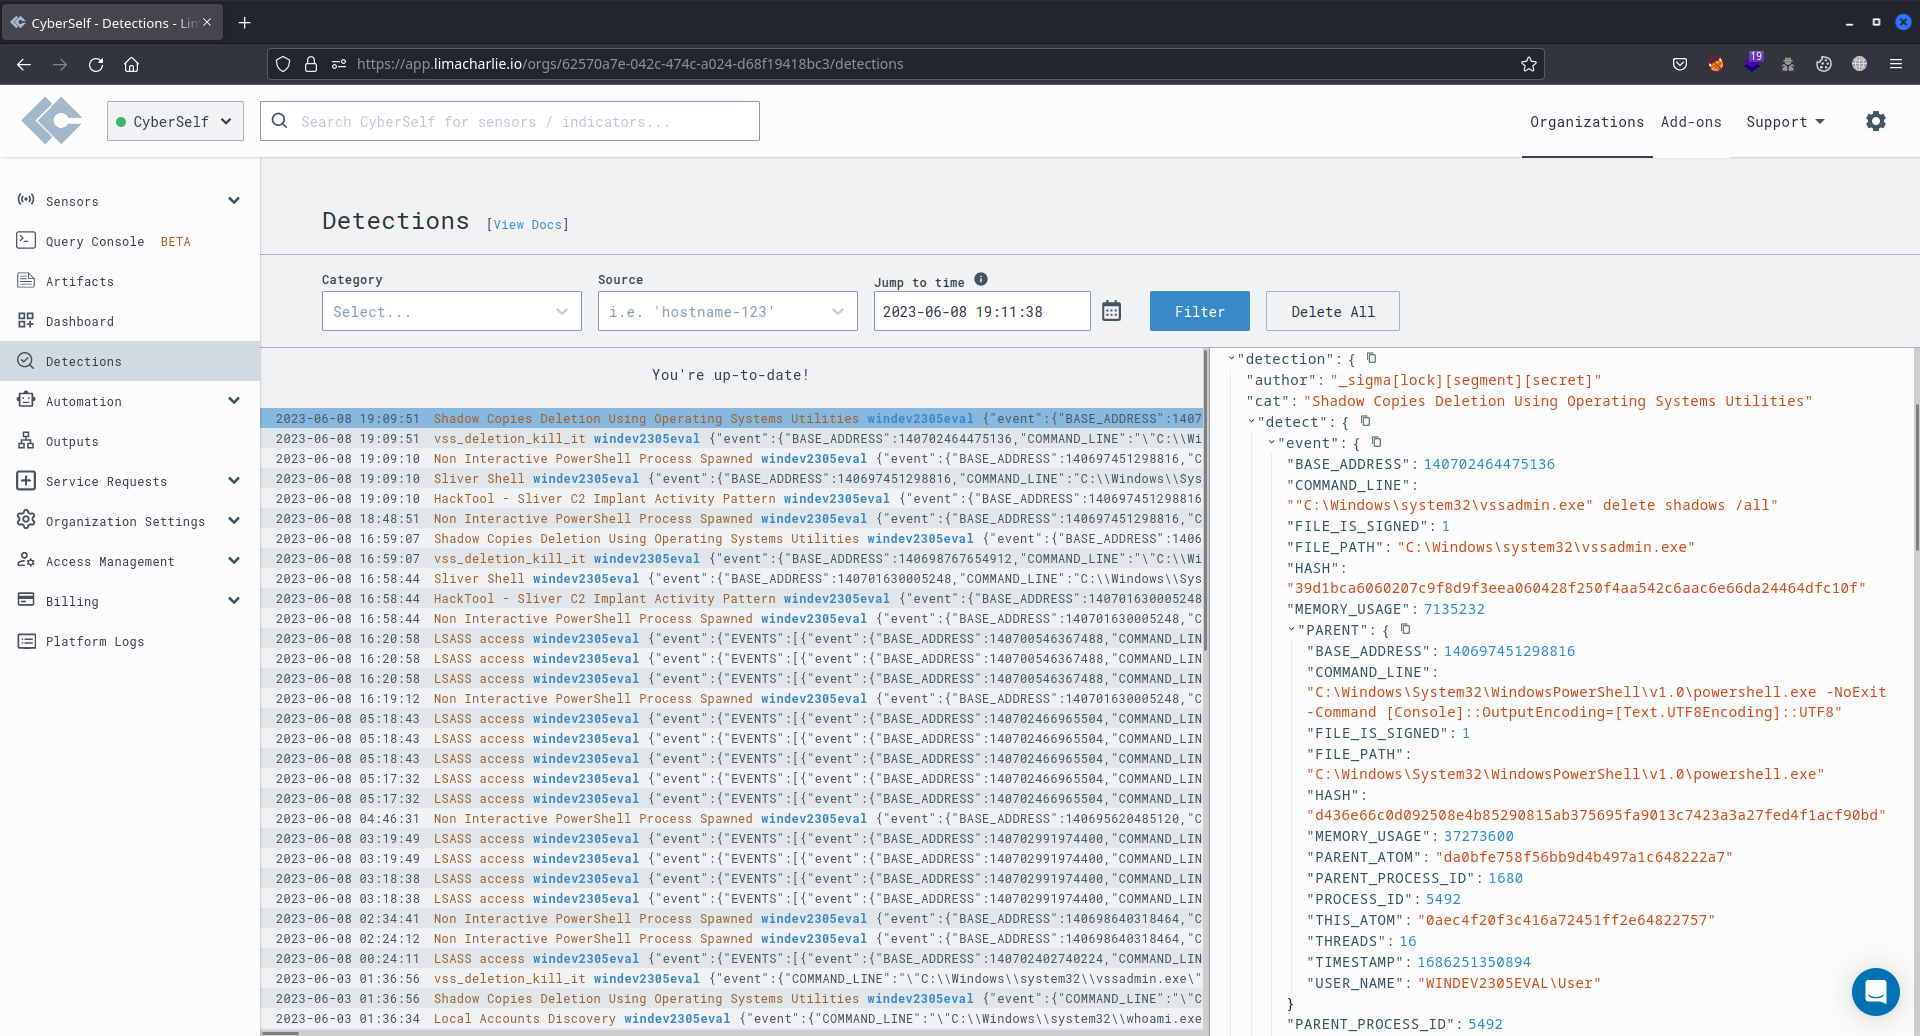 CyberSelf - Detections - Lim
https://app.limacharlie.io/orgs/62570a7e-042c-474c-a024-d68f19418bc3/detections
19
CyberSelf
Search CyberSelf for sensors / indicators...
Organizations
Add-ons
Support
Sensors
Query Console BETA
Artifacts
Dashboard
Detections
Automation
Outputs
Service Requests
Organization Settings
Access Management
Billing
Platform Logs
Detections [View Docs]
Category
Select...
Source
i.e. 'hostname-123'
Jump to time
2023-06-08 19:11:38
Filter
Delete All
You're up-to-date!
2023-06-08 19:09:51 Shadow Copies Deletion Using Operating Systems Utilities windev2305eval {"event":{"BASE_ADDRESS":1407
2023-06-08 19:09:51 vss_deletion_kill_it windev2305eval {"event":{"BASE_ADDRESS":140702464475136,"COMMAND_LINE":"\"C:\\Wi
2023-06-08 19:09:10 Non Interactive PowerShell Process Spawned windev2305eval {"event":{"BASE_ADDRESS":140697451298816,"C
2023-06-08 19:09:10 Sliver Shell windev2305eval {"event":{"BASE_ADDRESS":140697451298816,"COMMAND_LINE":"C:\\Windows\\Sys
2023-06-08 19:09:10 HackTool - Sliver C2 Implant Activity Pattern windev2305eval {"event":{"BASE_ADDRESS":140697451298816
2023-06-08 18:48:51 Non Interactive PowerShell Process Spawned windev2305eval {"event":{"BASE_ADDRESS":140697451298816,"C
2023-06-08 16:59:07 Shadow Copies Deletion Using Operating Systems Utilities windev2305eval {"event":{"BASE_ADDRESS":1406
2023-06-08 16:59:07 vss_deletion_kill_it windev2305eval {"event":{"BASE_ADDRESS":140698767654912,"COMMAND_LINE":"\"C:\\Wi
2023-06-08 16:58:44 Sliver Shell windev2305eval {"event":{"BASE_ADDRESS":140701630005248,"COMMAND_LINE":"C:\\Windows\\Sys
2023-06-08 16:58:44 HackTool - Sliver C2 Implant Activity Pattern windev2305eval {"event":{"BASE_ADDRESS":140701630005248
2023-06-08 16:58:44 Non Interactive PowerShell Process Spawned windev2305eval {"event":{"BASE_ADDRESS":140701630005248,"C
2023-06-08 16:20:58 LSASS access windev2305eval {"event":{"EVENTS":[{"event":{"BASE_ADDRESS":140700546367488,"COMMAND_LIN
2023-06-08 16:20:58 LSASS access windev2305eval {"event":{"EVENTS":[{"event":{"BASE_ADDRESS":140700546367488,"COMMAND_LIN
2023-06-08 16:20:58 LSASS access windev2305eval {"event":{"EVENTS":[{"event":{"BASE_ADDRESS":140700546367488,"COMMAND_LIN
2023-06-08 16:19:12 Non Interactive PowerShell Process Spawned windev2305eval {"event":{"BASE_ADDRESS":140701630005248,"C
2023-06-08 05:18:43 LSASS access windev2305eval {"event":{"EVENTS":[{"event":{"BASE_ADDRESS":140702466965504,"COMMAND_LIN
2023-06-08 05:18:43 LSASS access windev2305eval {"event":{"EVENTS":[{"event":{"BASE_ADDRESS":140702466965504,"COMMAND_LIN
2023-06-08 05:18:43 LSASS access windev2305eval {"event":{"EVENTS":[{"event":{"BASE_ADDRESS":140702466965504,"COMMAND_LIN
2023-06-08 05:17:32 LSASS access windev2305eval {"event":{"EVENTS":[{"event":{"BASE_ADDRESS":140702466965504,"COMMAND_LIN
2023-06-08 05:17:32 LSASS access windev2305eval {"event":{"EVENTS":[{"event":{"BASE_ADDRESS":140702466965504,"COMMAND_LIN
2023-06-08 04:46:31 Non Interactive PowerShell Process Spawned windev2305eval {"event":{"BASE_ADDRESS":140695620485120,"C
2023-06-08 03:19:49 LSASS access windev2305eval {"event":{"EVENTS":[{"event":{"BASE_ADDRESS":140702991974400,"COMMAND_LIN
2023-06-08 03:19:49 LSASS access windev2305eval {"event":{"EVENTS":[{"event":{"BASE_ADDRESS":140702991974400,"COMMAND_LIN
2023-06-08 03:18:38 LSASS access windev2305eval {"event":{"EVENTS":[{"event":{"BASE_ADDRESS":140702991974400,"COMMAND_LIN
2023-06-08 03:18:38 LSASS access windev2305eval {"event":{"EVENTS":[{"event":{"BASE_ADDRESS":140702991974400,"COMMAND_LIN
2023-06-08 02:34:41 Non Interactive PowerShell Process Spawned windev2305eval {"event":{"BASE_ADDRESS":140698640318464,"C
2023-06-08 02:24:12 Non Interactive PowerShell Process Spawned windev2305eval {"event":{"BASE_ADDRESS":140698640318464,"C
2023-06-08 00:24:11 LSASS access windev2305eval {"event":{"EVENTS":[{"event":{"BASE_ADDRESS":140702402740224,"COMMAND_LIN
2023-06-03 01:36:56 vss_deletion_kill_it windev2305eval {"event":{"COMMAND_LINE":"\"C:\\Windows\\system32\\vssadmin.exe\"
2023-06-03 01:36:56 Shadow Copies Deletion Using Operating Systems Utilities windev2305eval {"event":{"COMMAND_LINE":"\"C
2023-06-03 01:36:34 Local Accounts Discovery windev2305eval {"event":{"COMMAND_LINE":"\"C:\\Windows\\system32\\whoami.exe
"detection": {
"author": "_sigma[lock][segment][secret]"
"cat": "Shadow Copies Deletion Using Operating Systems Utilities"
"detect": {
"event": {
"BASE_ADDRESS": 140702464475136
"COMMAND_LINE":
""C:\Windows\system32\vssadmin.exe" delete shadows /all"
"FILE_IS_SIGNED": 1
"FILE_PATH": "C:\Windows\system32\vssadmin.exe"
"HASH":
"39d1bca6060207c9f8d9f3eea060428f250f4aa542c6aac6e66da24464dfc10f"
"MEMORY_USAGE": 7135232
"PARENT": {
"BASE_ADDRESS": 140697451298816
"COMMAND_LINE":
"C:\Windows\System32\WindowsPowerShell\v1.0\powershell.exe -NoExit
-Command [Console]::OutputEncoding=[Text.UTF8Encoding]::UTF8"
"FILE_IS_SIGNED": 1
"FILE_PATH":
"C:\Windows\System32\WindowsPowerShell\v1.0\powershell.exe"
"HASH":
"d436e66c0d092508e4b85290815ab375695fa9013c7423a3a27fed4f1acf90bd"
"MEMORY_USAGE": 37273600
"PARENT_ATOM": "da0bfe758f56bb9d4b497a1c648222a7"
"PARENT_PROCESS_ID": 1680
"PROCESS_ID": 5492
"THIS_ATOM": "0aec4f20f3c416a72451ff2e64822757"
"THREADS": 16
"TIMESTAMP": 1686251350894
"USER_NAME": "WINDEV2305EVAL\User"
}
"PARENT_PROCESS_ID": 5492